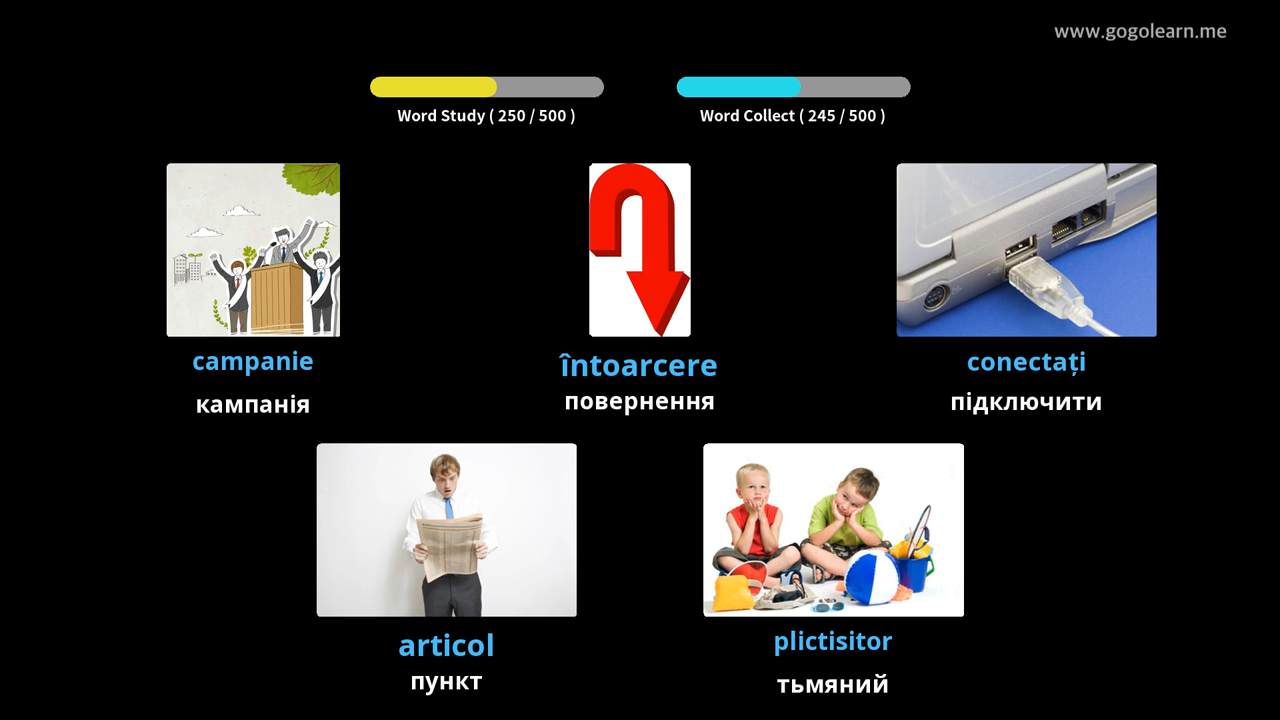 www.gogolearn.me
Word Study ( 250 / 500 )
Word Collect ( 245 / 500 )
campanie
кампанія
întoarcere
повернення
conectați
підключити
articol
пункт
plictisitor
тьмяний